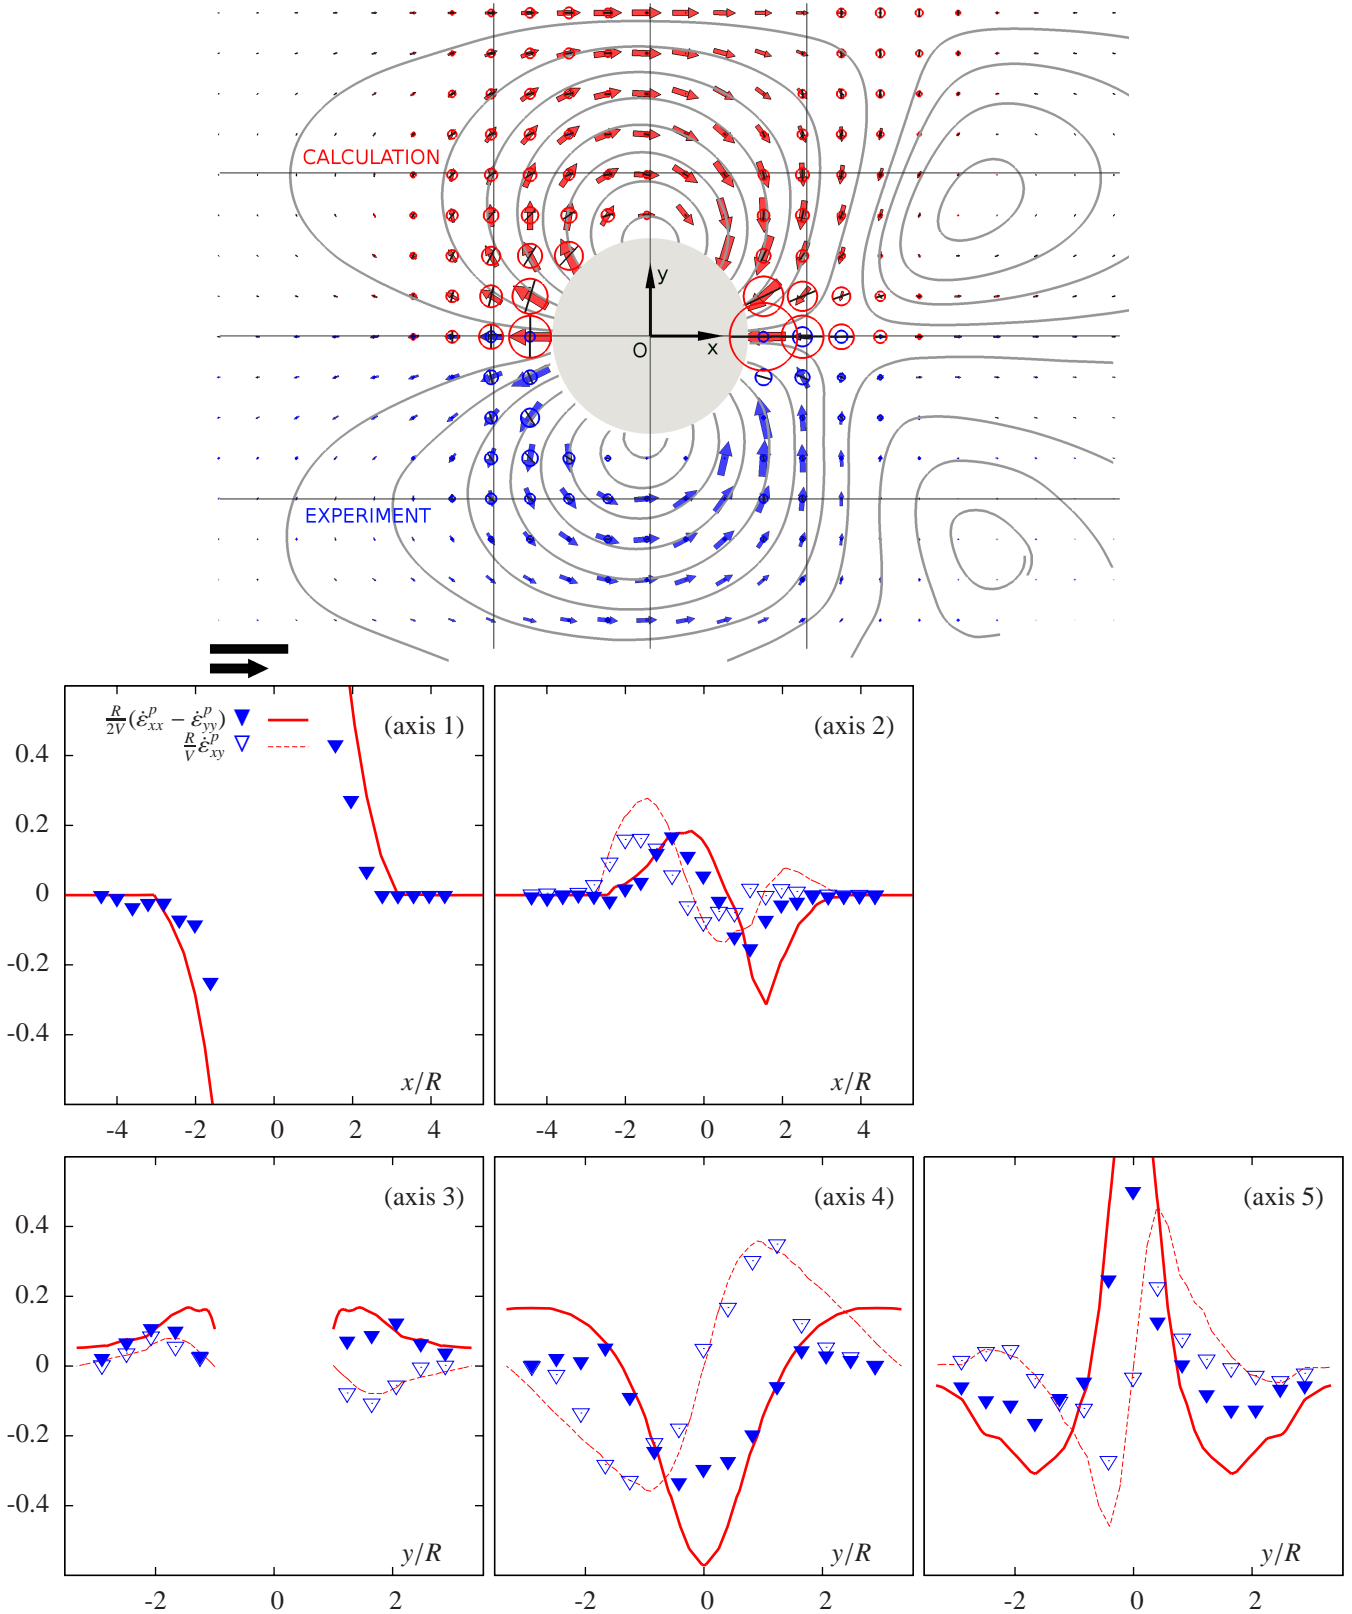 CALCULATION
y
O
x
EXPERIMENT
R/2V(ε̇ᵖxx − ε̇ᵖyy)
R/V ε̇ᵖxy
(axis 1)
(axis 2)
0.4
0.2
0
-0.2
-0.4
x/R
x/R
-4 -2 0 2 4
-4 -2 0 2 4
(axis 3)
(axis 4)
(axis 5)
0.4
0.2
0
-0.2
-0.4
y/R
y/R
y/R
-2 0 2
-2 0 2
-2 0 2